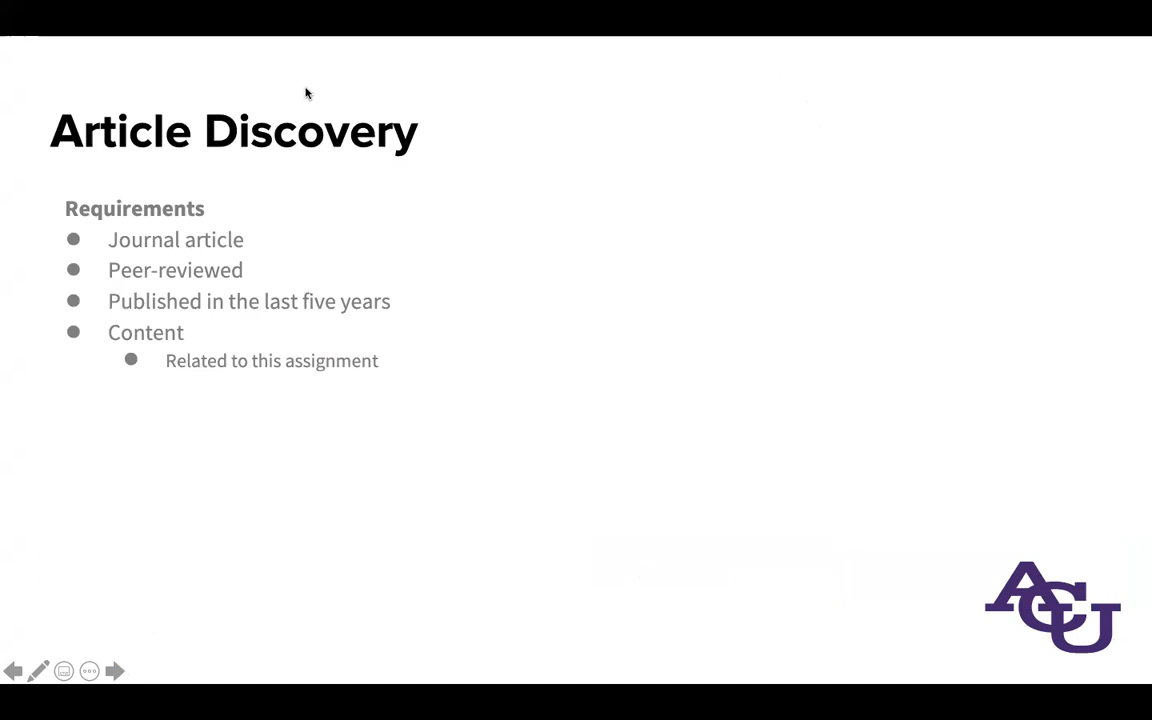 Article Discovery
Requirements
● Journal article
● Peer-reviewed
● Published in the last five years
● Content
● Related to this assignment
ACU